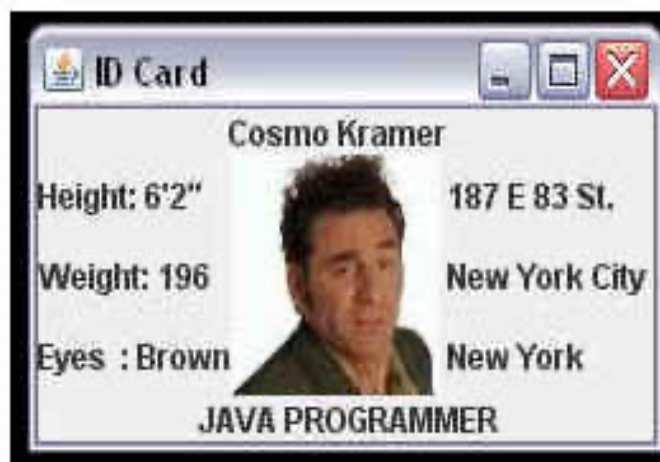 ID Card
Cosmo Kramer
Height: 6'2" 187 E 83 St.
Weight: 196 New York City
Eyes : Brown New York
JAVA PROGRAMMER